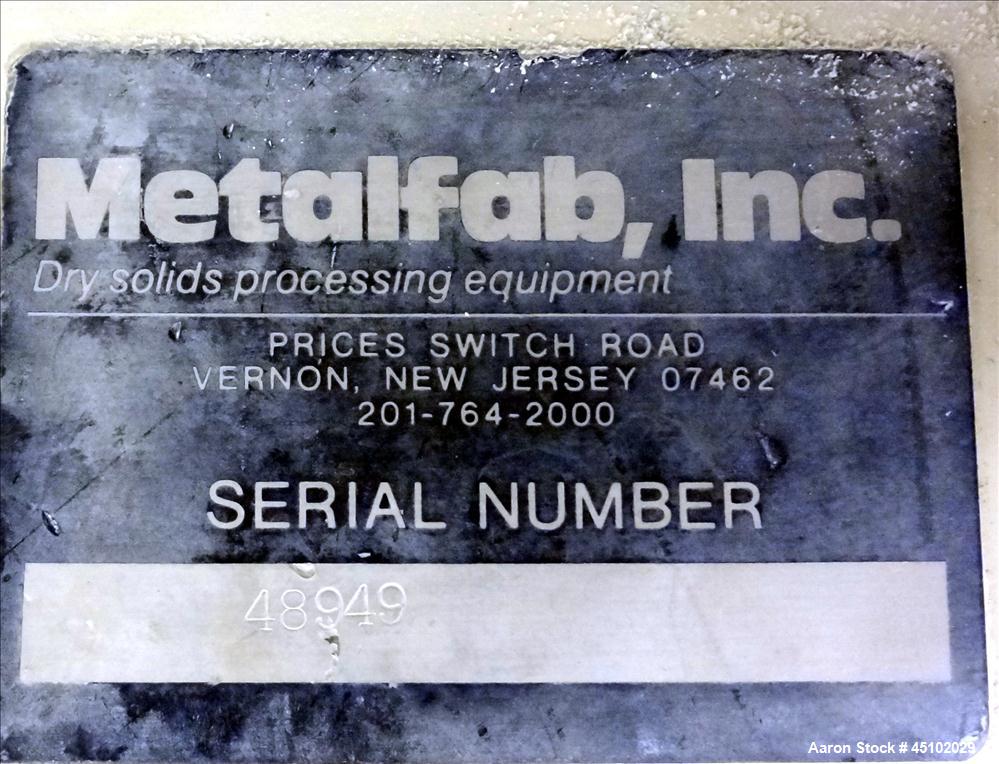 Metalfab, Inc.
Dry solids processing equipment
PRICES SWITCH ROAD
VERNON, NEW JERSEY 07462
201-764-2000
SERIAL NUMBER
48949
Aaron Stock # 45102029